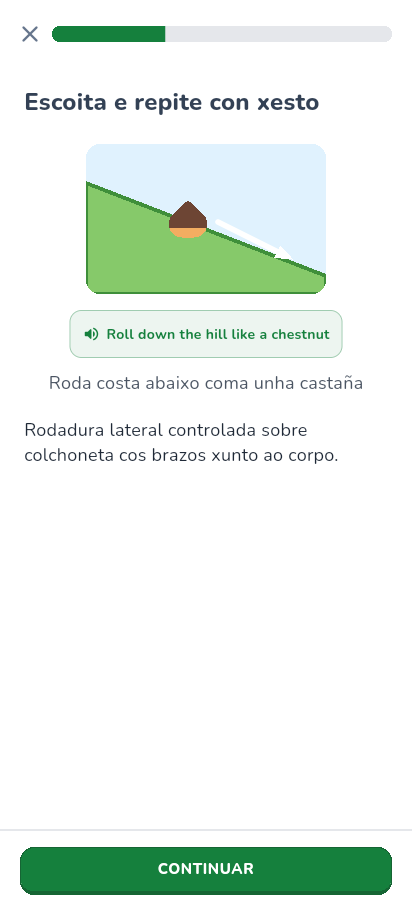 Escoita e repite con xesto
Roll down the hill like a chestnut
Roda costa abaixo coma unha castaña
Rodadura lateral controlada sobre
colchoneta cos brazos xunto ao corpo.
CONTINUAR